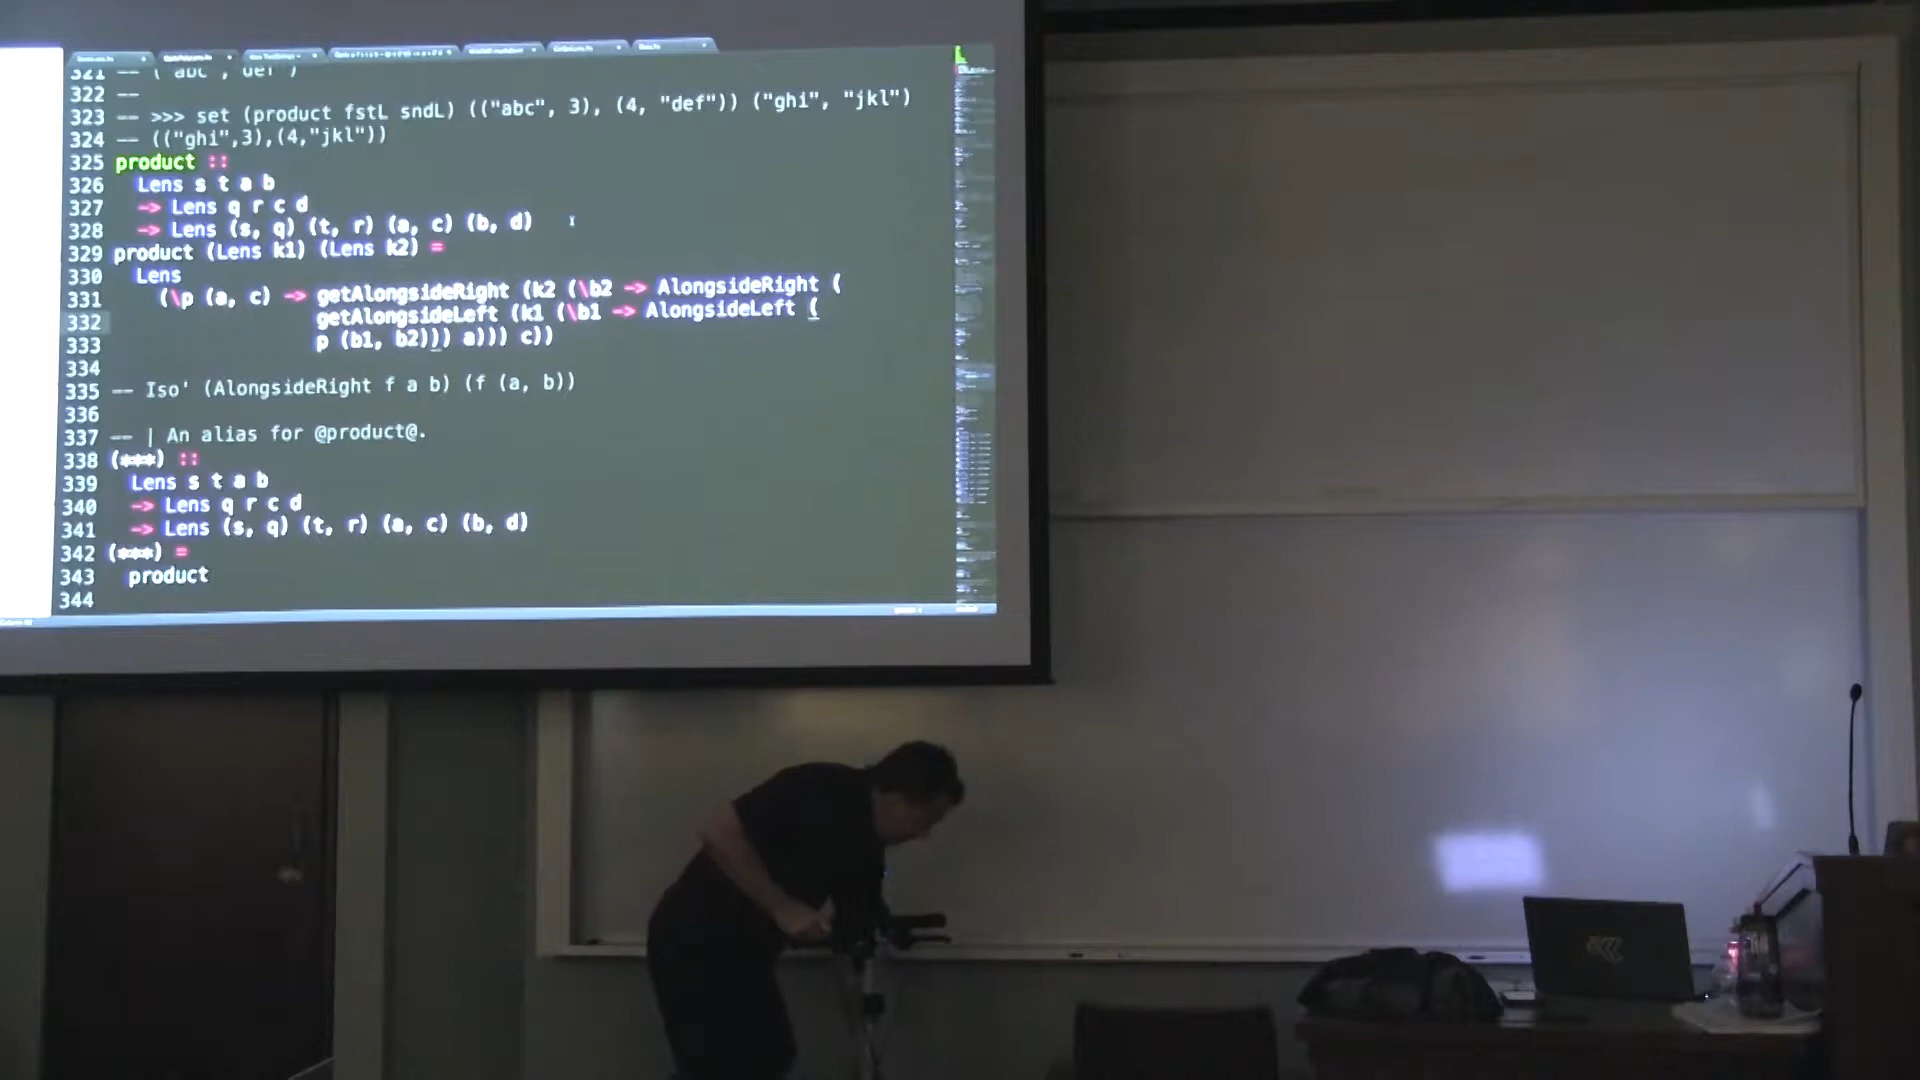 321 -- ("abc","def")
322 --
323 -- >>> set (product fstL sndL) (("abc", 3), (4, "def")) ("ghi", "jkl")
324 -- (("ghi",3),(4,"jkl"))
325 product ::
326   Lens s t a b
327   -> Lens q r c d
328   -> Lens (s, q) (t, r) (a, c) (b, d)
329 product (Lens k1) (Lens k2) =
330   Lens
331     (\p (a, c) -> getAlongsideRight (k2 (\b2 -> AlongsideRight (
332                   getAlongsideLeft (k1 (\b1 -> AlongsideLeft (
333                   p (b1, b2))) a))) c))
334
335 -- Iso' (AlongsideRight f a b) (f (a, b))
336
337 -- | An alias for @product@.
338 (***) ::
339   Lens s t a b
340   -> Lens q r c d
341   -> Lens (s, q) (t, r) (a, c) (b, d)
342 (***) =
343   product
344